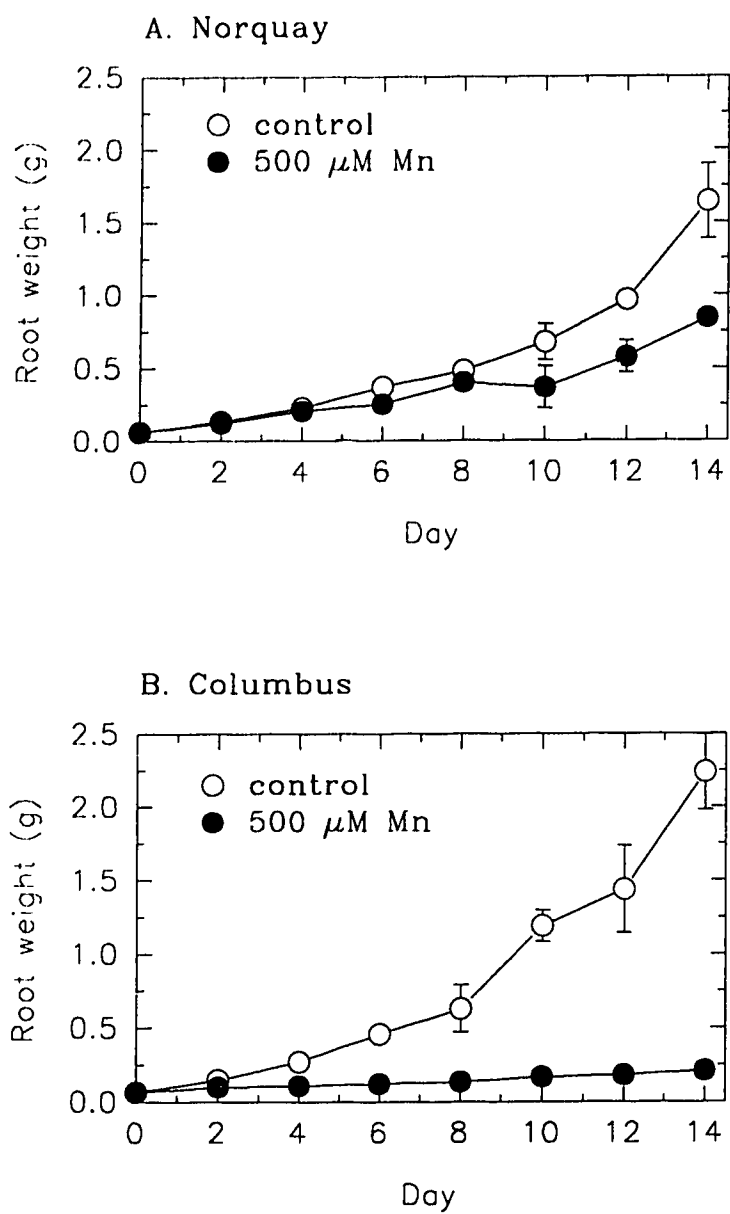 A. Norquay
2.5
2.0
1.5
1.0
0.5
0.0
Root weight (g)
control
500 μM Mn
0 2 4 6 8 10 12 14
Day
B. Columbus
2.5
2.0
1.5
1.0
0.5
0.0
Root weight (g)
control
500 μM Mn
0 2 4 6 8 10 12 14
Day